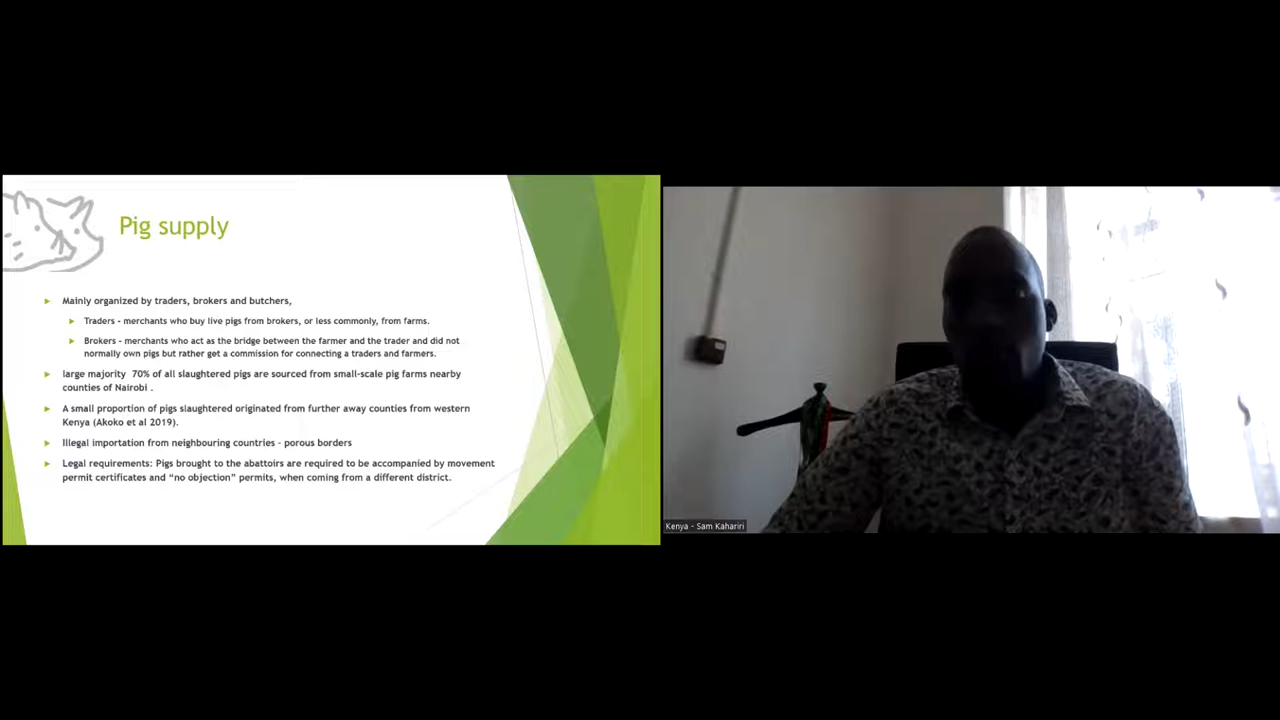 Pig supply
Mainly organized by traders, brokers and butchers,
Traders - merchants who buy live pigs from brokers, or less commonly, from farms.
Brokers - merchants who act as the bridge between the farmer and the trader and did not
normally own pigs but rather get a commission for connecting a traders and farmers.
large majority 70% of all slaughtered pigs are sourced from small-scale pig farms nearby
counties of Nairobi .
A small proportion of pigs slaughtered originated from further away counties from western
Kenya (Akoko et al 2019).
Illegal importation from neighbouring countries - porous borders
Legal requirements: Pigs brought to the abattoirs are required to be accompanied by movement
permit certificates and “no objection” permits, when coming from a different district.
Kenya - Sam Kahariri